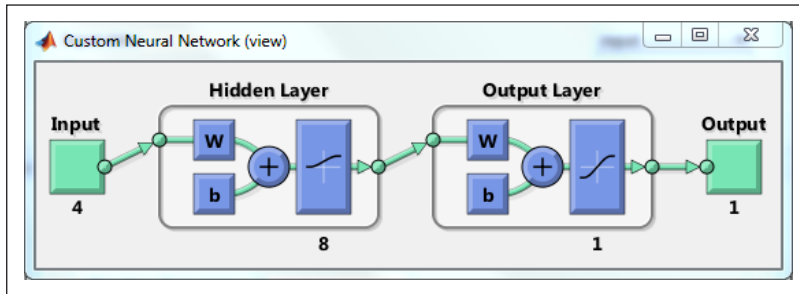 Custom Neural Network (view)
Hidden Layer
Output Layer
Input
Output
W
W
b
b
4
8
1
1